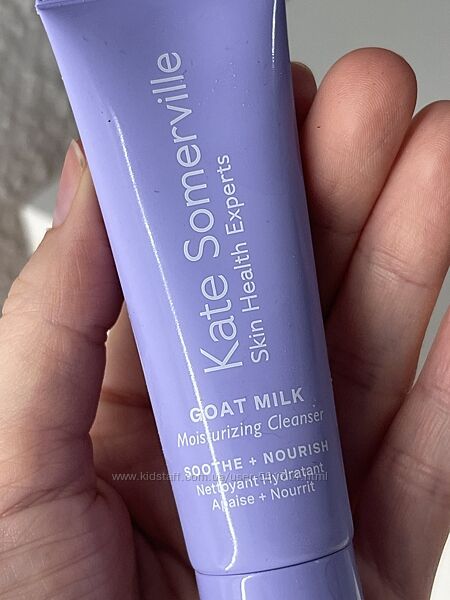 Kate Somerville
Skin Health Experts
GOAT MILK
Moisturizing Cleanser
SOOTHE + NOURISH
Nettoyant Hydratant
Apaise + Nourrit